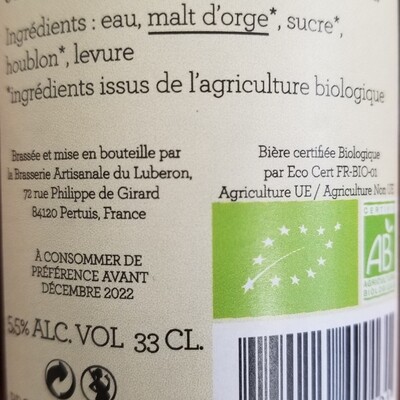 Ingrédients : eau, malt d'orge*, sucre*,
houblon*, levure
*ingrédients issus de l'agriculture biologique
Brassée et mise en bouteille par
la Brasserie Artisanale du Luberon,
72 rue Philippe de Girard
84120 Pertuis, France
À CONSOMMER DE
PRÉFÉRENCE AVANT
DÉCEMBRE 2022
5,5% ALC. VOL 33 CL.
Bière certifiée Biologique
par Eco Cert FR-BIO-01
Agriculture UE / Agriculture Non UE
AB